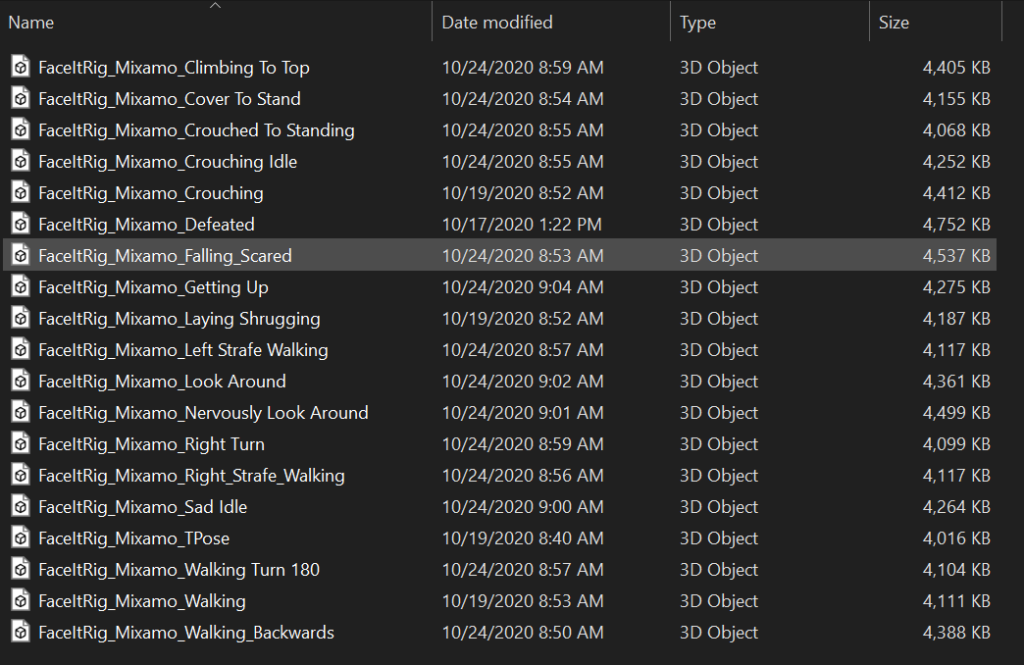 Name Date modified Type Size
FaceItRig_Mixamo_Climbing To Top 10/24/2020 8:59 AM 3D Object 4,405 KB
FaceItRig_Mixamo_Cover To Stand 10/24/2020 8:54 AM 3D Object 4,155 KB
FaceItRig_Mixamo_Crouched To Standing 10/24/2020 8:55 AM 3D Object 4,068 KB
FaceItRig_Mixamo_Crouching Idle 10/24/2020 8:55 AM 3D Object 4,252 KB
FaceItRig_Mixamo_Crouching 10/19/2020 8:52 AM 3D Object 4,412 KB
FaceItRig_Mixamo_Defeated 10/17/2020 1:22 PM 3D Object 4,752 KB
FaceItRig_Mixamo_Falling_Scared 10/24/2020 8:53 AM 3D Object 4,537 KB
FaceItRig_Mixamo_Getting Up 10/24/2020 9:04 AM 3D Object 4,275 KB
FaceItRig_Mixamo_Laying Shrugging 10/19/2020 8:52 AM 3D Object 4,187 KB
FaceItRig_Mixamo_Left Strafe Walking 10/24/2020 8:57 AM 3D Object 4,117 KB
FaceItRig_Mixamo_Look Around 10/24/2020 9:02 AM 3D Object 4,361 KB
FaceItRig_Mixamo_Nervously Look Around 10/24/2020 9:01 AM 3D Object 4,499 KB
FaceItRig_Mixamo_Right Turn 10/24/2020 8:59 AM 3D Object 4,099 KB
FaceItRig_Mixamo_Right_Strafe_Walking 10/24/2020 8:56 AM 3D Object 4,117 KB
FaceItRig_Mixamo_Sad Idle 10/24/2020 9:00 AM 3D Object 4,264 KB
FaceItRig_Mixamo_TPose 10/19/2020 8:40 AM 3D Object 4,016 KB
FaceItRig_Mixamo_Walking Turn 180 10/24/2020 8:57 AM 3D Object 4,104 KB
FaceItRig_Mixamo_Walking 10/19/2020 8:53 AM 3D Object 4,111 KB
FaceItRig_Mixamo_Walking_Backwards 10/24/2020 8:50 AM 3D Object 4,388 KB